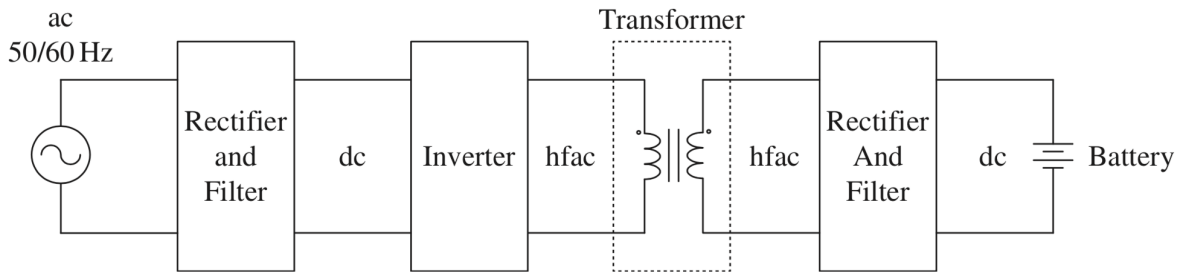 ac
50/60 Hz
Rectifier
and
Filter
dc
Inverter
hfac
Transformer
hfac
Rectifier
And
Filter
dc
Battery